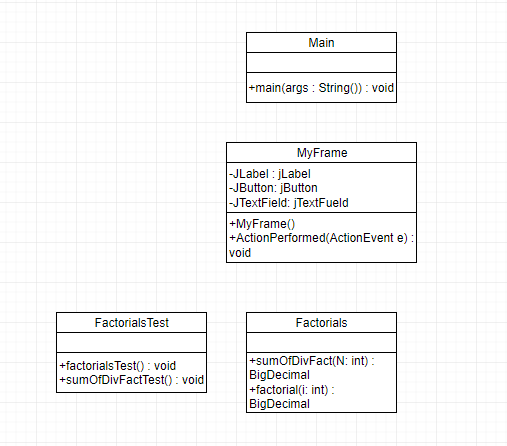 Main
+main(args : String()) : void
MyFrame
-JLabel : jLabel
-JButton: jButton
-JTextField: jTextFueld
+MyFrame()
+ActionPerformed(ActionEvent e) :
void
FactorialsTest
+factorialsTest() : void
+sumOfDivFactTest() : void
Factorials
+sumOfDivFact(N: int) :
BigDecimal
+factorial(i: int) :
BigDecimal